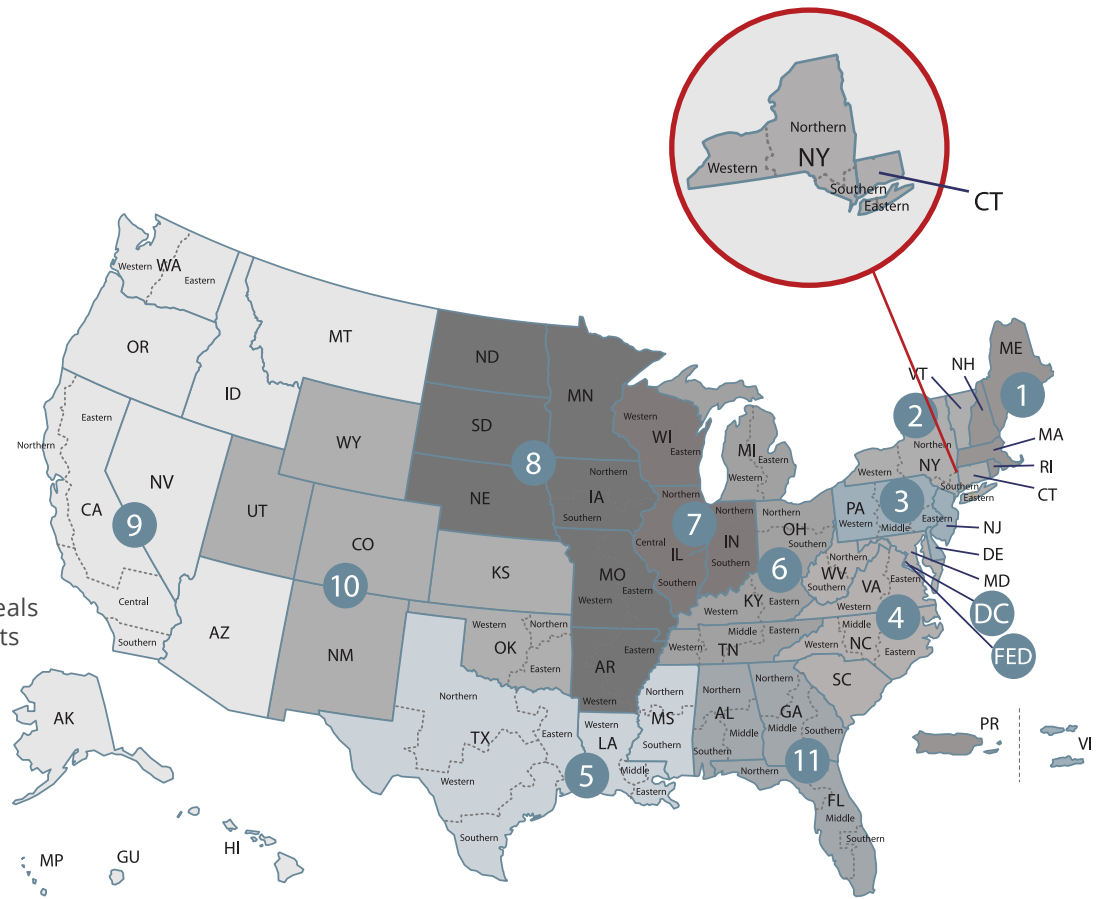 Northern
NY
Western
Southern
Eastern
CT
WA
Western
Eastern
MT
ND
ME
OR
VT
NH
MN
1
ID
2
Western
WI
SD
Eastern
Northern
MA
WY
MI
Eastern
Western
NY
Western
RI
Northern
Eastern
8
Northern
IA
Southern
Southern
Eastern
CT
NV
NE
CA
9
UT
Northern
7
Northern
PA
3
Western
Middle
Eastern
NJ
Northern
OH
Southern
Central
IL
IN
CO
DE
KS
10
MO
Eastern
Western
Southern
Southern
6
Northern
WV
Southern
VA
Eastern
MD
DC
Central
Southern
eals
ts
AZ
NM
Western
KY
Eastern
Western
4
Western
Northern
OK
Eastern
Middle
Eastern
Western
TN
Western
Middle
NC
Eastern
FED
AR
Eastern
Western
SC
AK
Northern
TX
Western
Southern
Eastern
Northern
MS
Southern
Western
LA
Middle
Eastern
5
Northern
AL
Middle
Southern
Northern
GA
Middle
Southern
11
Northern
FL
Middle
Southern
PR
VI
MP
GU
HI